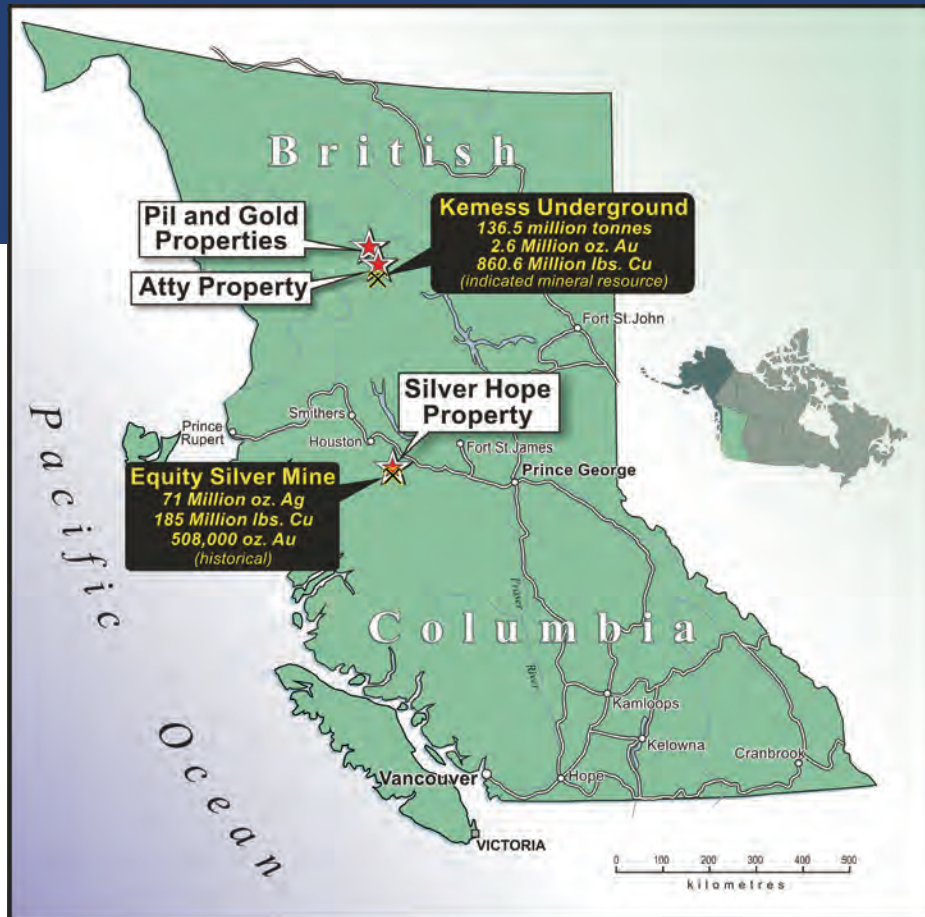 British
Pil and Gold
Properties
Atty Property
Kemess Underground
136.5 million tonnes
2.6 Million oz. Au
860.6 Million lbs. Cu
(indicated mineral resource)
Fort St.John
Silver Hope
Property
Smithers
Prince
Rupert
Houston
Fort St.James
Prince George
Equity Silver Mine
71 Million oz. Ag
185 Million lbs. Cu
508,000 oz. Au
(historical)
Pacific
Ocean
Fraser
River
Columbia
Kamloops
Kelowna
Cranbrook
Vancouver
Hope
VICTORIA
0 100 200 300 400 500
kilometres